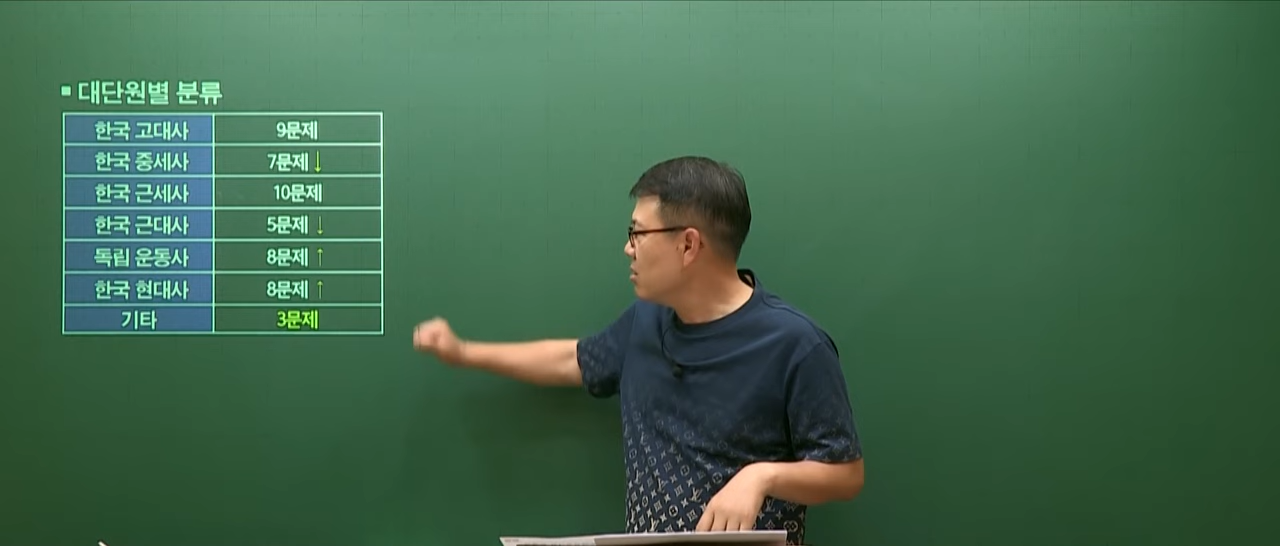 ▪ 대단원별 분류
한국 고대사 9문제
한국 중세사 7문제 ↓
한국 근세사 10문제
한국 근대사 5문제 ↓
독립 운동사 8문제 ↑
한국 현대사 8문제 ↑
기타 3문제